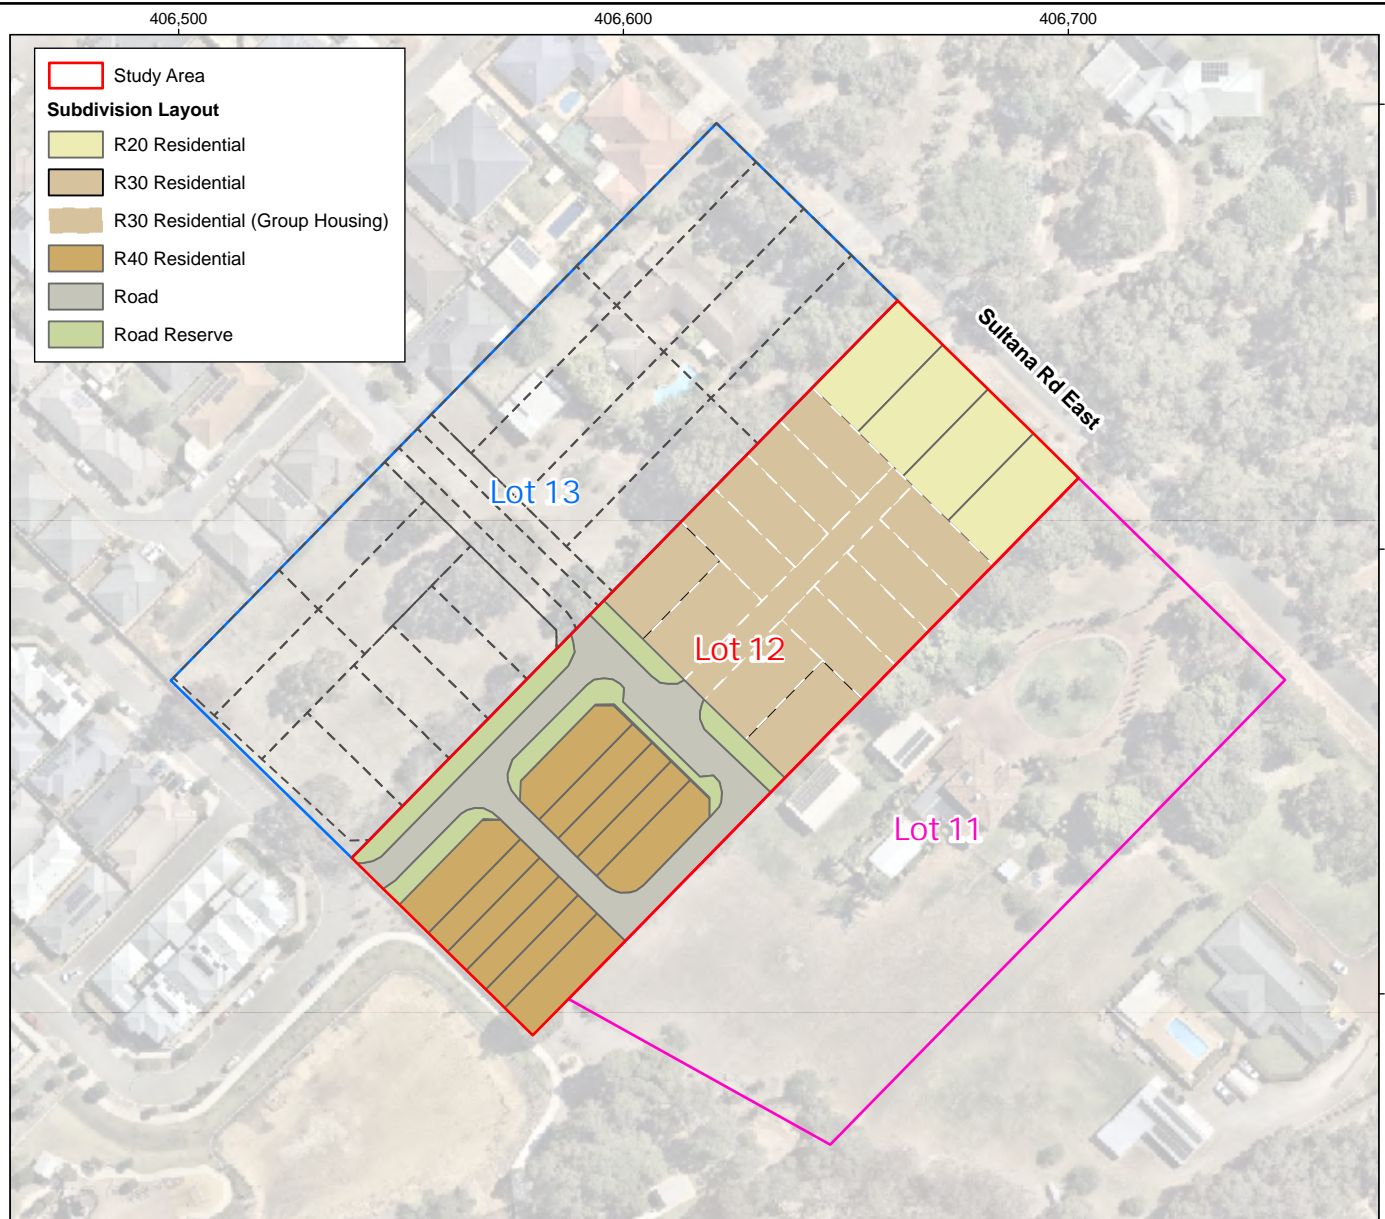 406,500
406,600
406,700
Study Area
Subdivision Layout
R20 Residential
R30 Residential
R30 Residential (Group Housing)
R40 Residential
Road
Road Reserve
Sultana Rd East
Lot 13
Lot 12
Lot 11